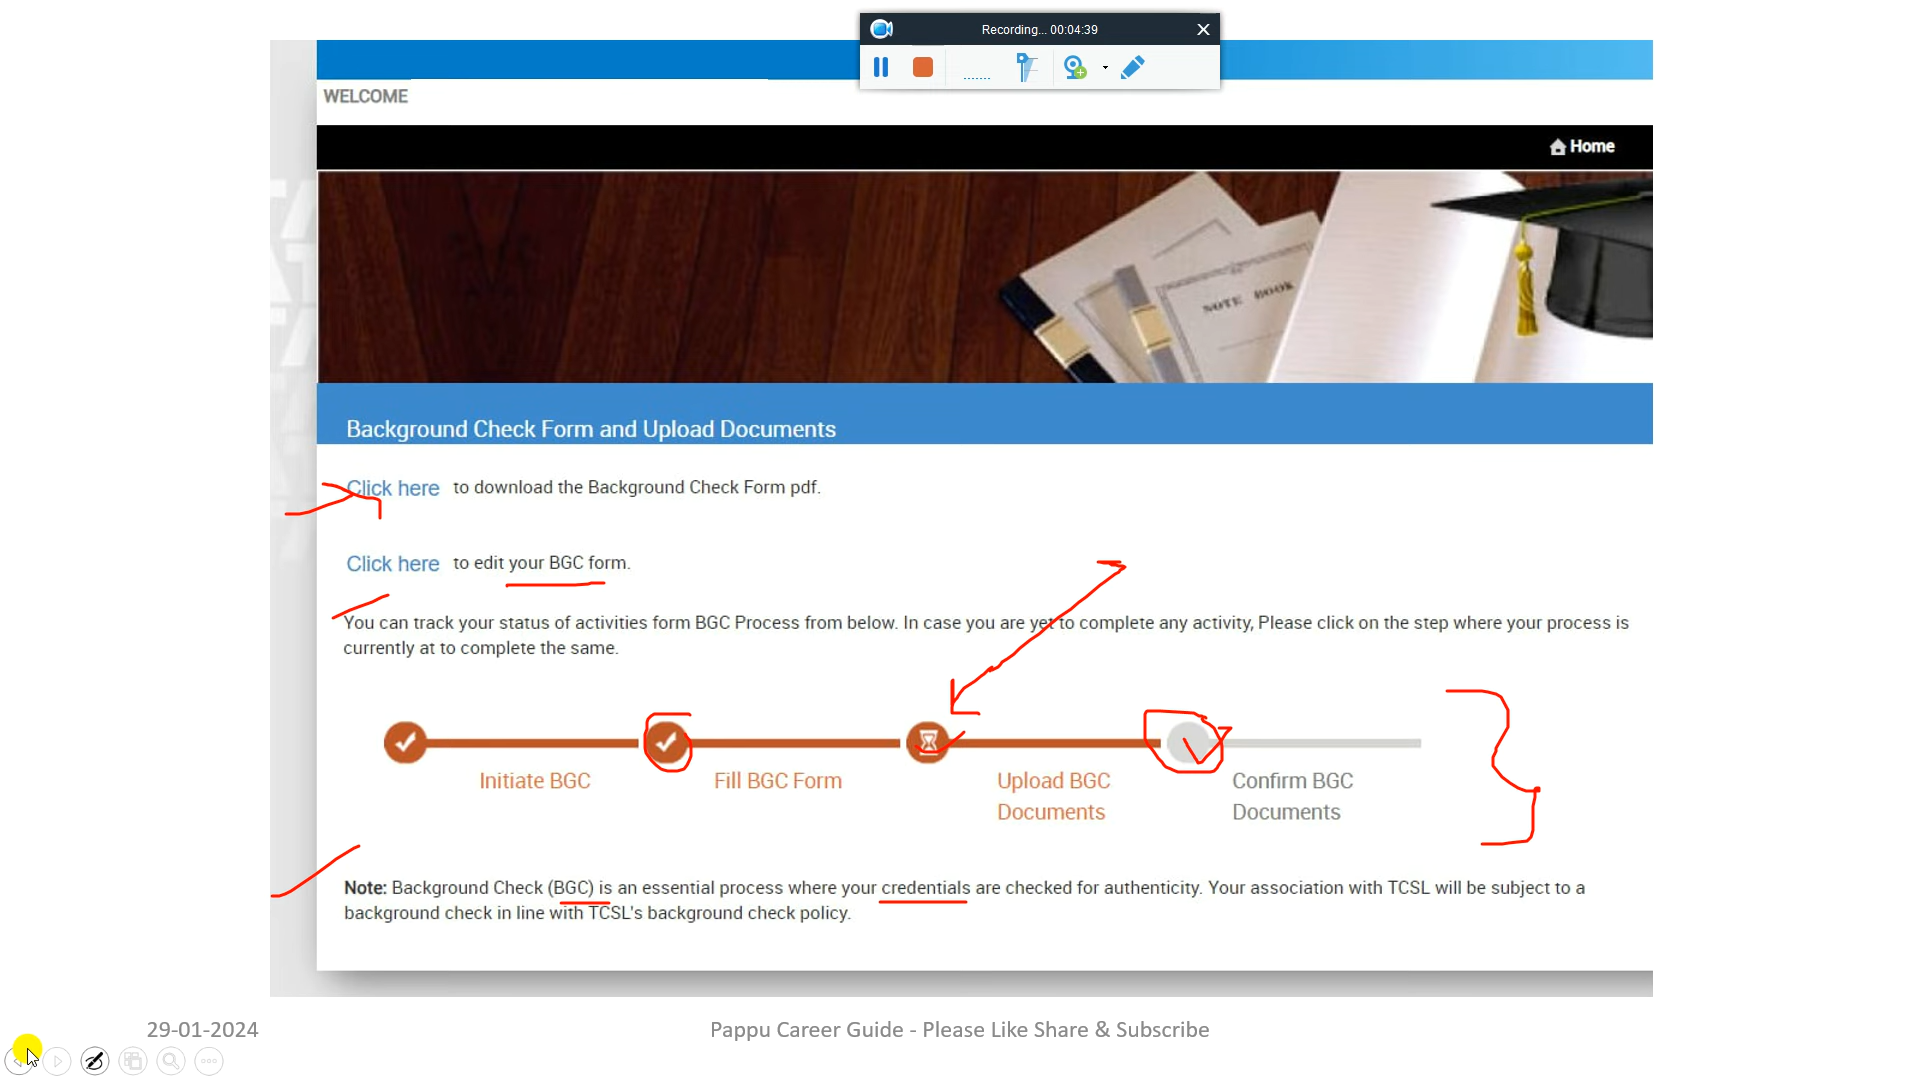 Recording... 00:04:39
WELCOME
Home
NOTE BOOK
Background Check Form and Upload Documents
Click here to download the Background Check Form pdf.
Click here to edit your BGC form.
You can track your status of activities form BGC Process from below. In case you are yet to complete any activity, Please click on the step where your process is
currently at to complete the same.
Initiate BGC
Fill BGC Form
Upload BGC
Documents
Confirm BGC
Documents
Note: Background Check (BGC) is an essential process where your credentials are checked for authenticity. Your association with TCSL will be subject to a
background check in line with TCSL's background check policy.
29-01-2024
Pappu Career Guide - Please Like Share & Subscribe